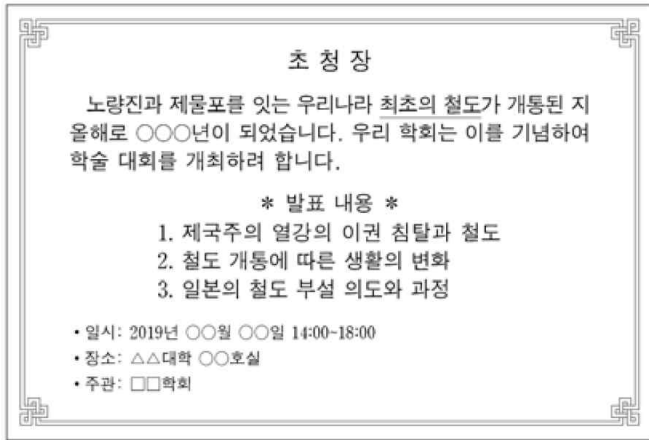 초 청 장
노량진과 제물포를 잇는 우리나라 최초의 철도가 개통된 지
올해로 ○○○년이 되었습니다. 우리 학회는 이를 기념하여
학술 대회를 개최하려 합니다.
* 발표 내용 *
1. 제국주의 열강의 이권 침탈과 철도
2. 철도 개통에 따른 생활의 변화
3. 일본의 철도 부설 의도와 과정
• 일시: 2019년 ○○월 ○○일 14:00~18:00
• 장소: △△대학 ○○호실
• 주관: □□학회